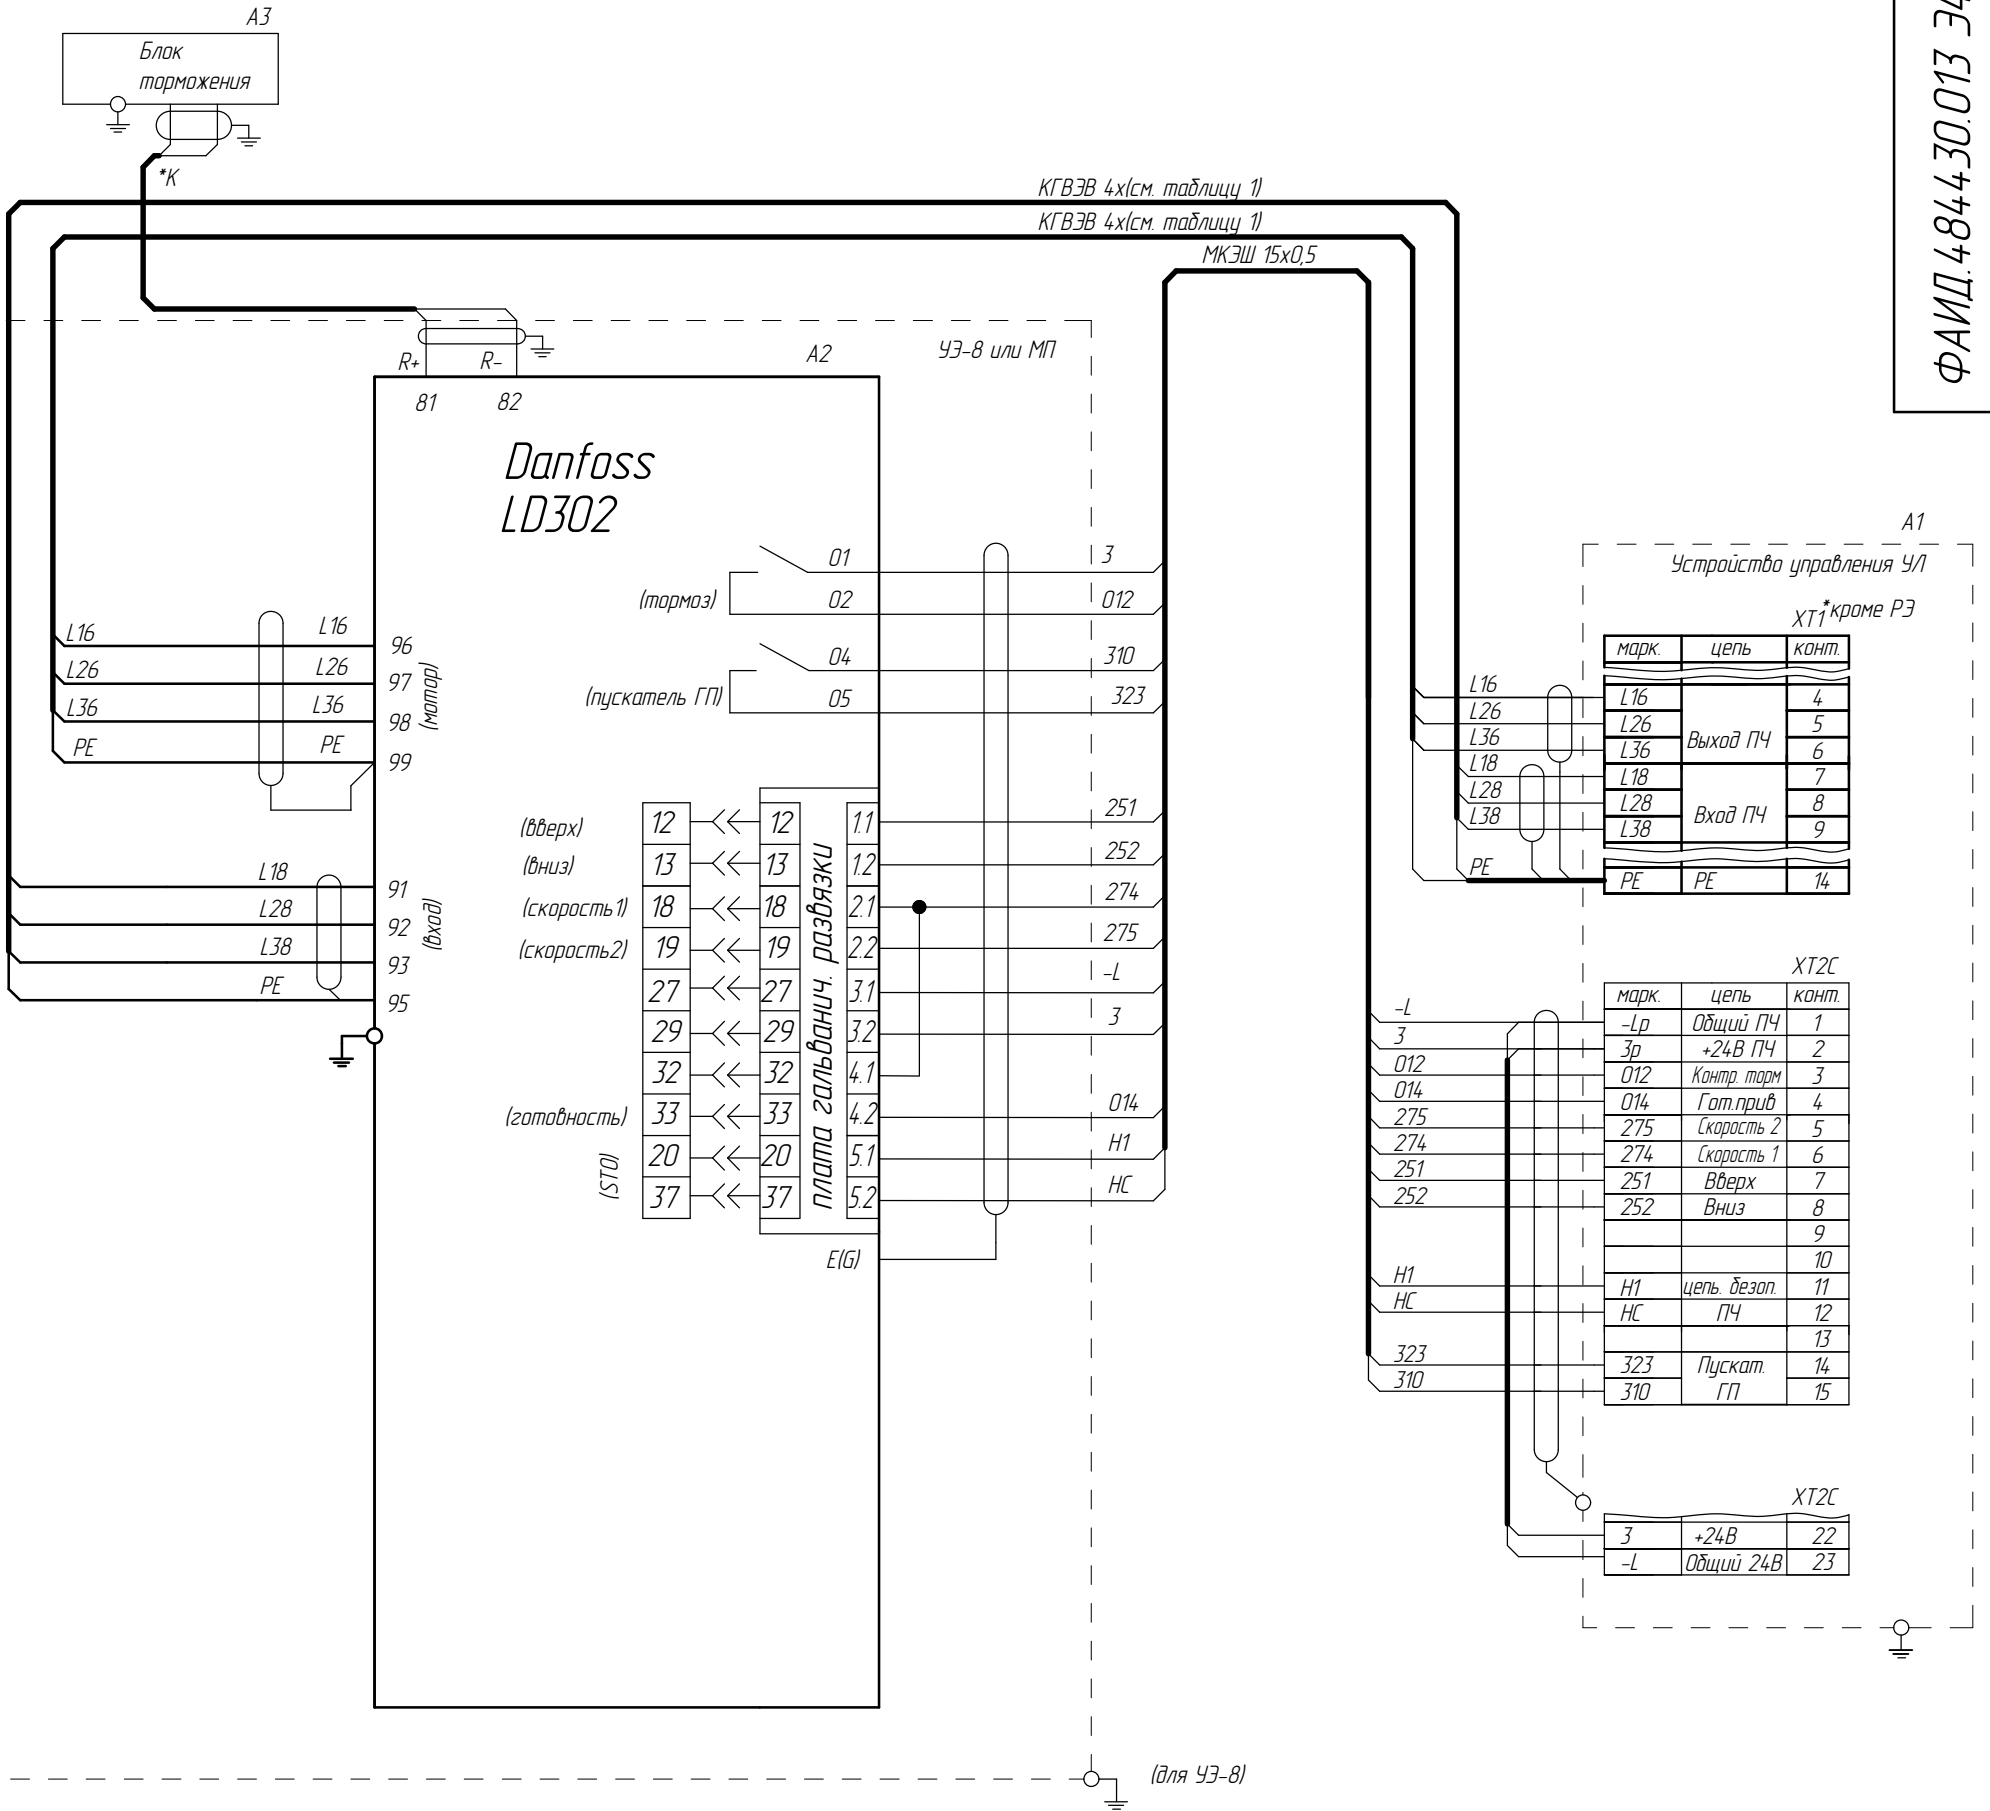 A3
Блок
торможения
*К
КГВЭВ 4х(см. таблицу 1)
КГВЭВ 4х(см. таблицу 1)
МКЭШ 15х0,5
ФАИД.484430.013
R+
R-
A2
УЭ-8 или МП
81
82
Danfoss
LD302
01
3
(тормоз)
02
012
04
310
(пускатель ГП)
05
323
L16
L16
96
L26
L26
97
L36
L36
98
PE
PE
99
(мотор)
L18
91
L28
92
L38
93
PE
95
(вход)
(вверх)
12
12
1.1
251
(вниз)
13
13
1.2
252
(скорость1)
18
18
2.1
274
(скорость2)
19
19
2.2
275
27
27
3.1
-L
29
29
3.2
3
32
32
4.1
(готовность)
33
33
4.2
014
(STO)
20
20
5.1
H1
37
37
5.2
HC
плата гальванич. развязки
E(G)
A1
Устройство управления УЛ
XT1 *кроме РЭ
марк. цепь конт.
L16 L16 4
L26 L26 5
L36 L36 Выход ПЧ 6
L18 L18 7
L28 L28 8
L38 L38 Вход ПЧ 9
PE PE PE 14
XT2C
марк. цепь конт.
-L -Lp Общий ПЧ 1
3 3p +24В ПЧ 2
012 012 Контр. торм 3
014 014 Гот.прив 4
275 275 Скорость 2 5
274 274 Скорость 1 6
251 251 Вверх 7
252 252 Вниз 8
9
10
H1 H1 цепь. безоп. 11
HC HC ПЧ 12
13
323 323 Пускат. 14
310 310 ГП 15
XT2C
3 +24В 22
-L Общий 24В 23
(для УЭ-8)